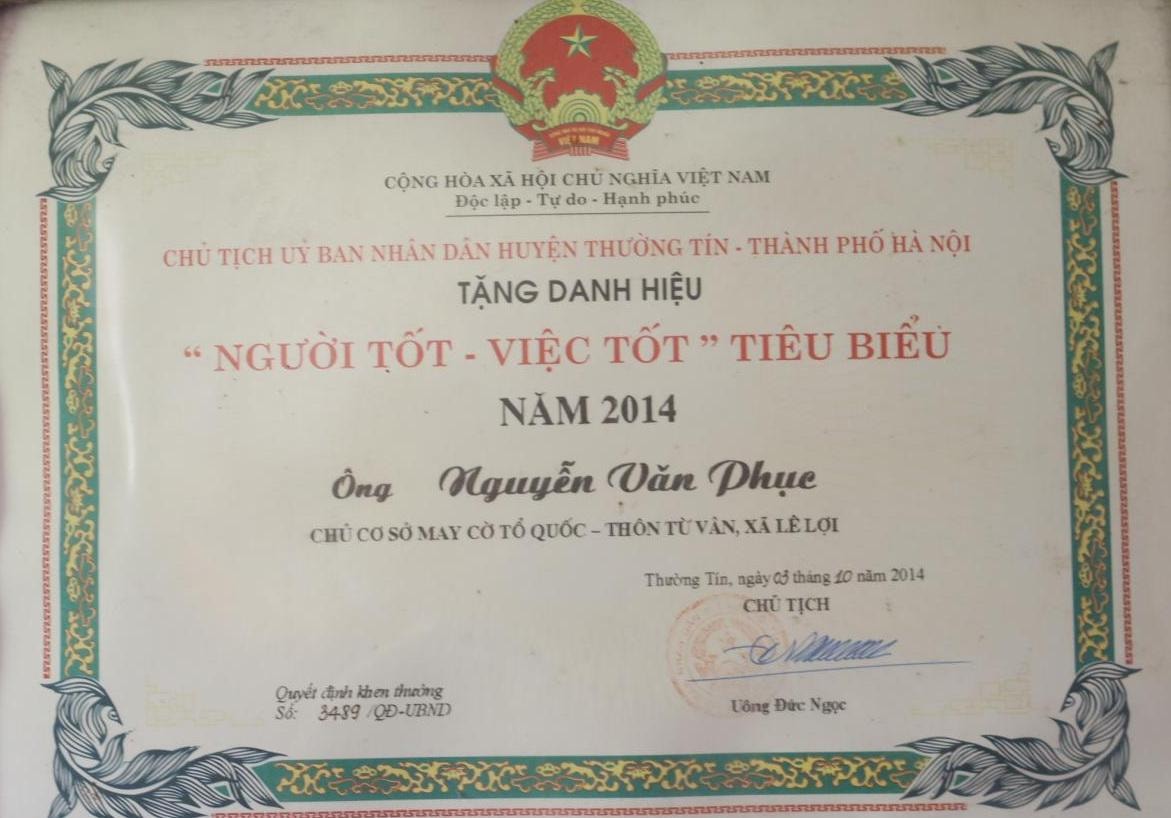 VIỆT NAM
CỘNG HÒA XÃ HỘI CHỦ NGHĨA VIỆT NAM
Độc lập - Tự do - Hạnh phúc
CHỦ TỊCH UỶ BAN NHÂN DÂN HUYỆN THƯỜNG TÍN - THÀNH PHỐ HÀ NỘI
TẶNG DANH HIỆU
“ NGƯỜI TỐT - VIỆC TỐT ” TIÊU BIỂU
NĂM 2014
Ông Nguyễn Văn Phục
CHỦ CƠ SỞ MAY CỜ TỔ QUỐC – THÔN TỪ VÂN, XÃ LÊ LỢI
Thường Tín, ngày 03 tháng 10 năm 2014
CHỦ TỊCH
Uông Đức Ngọc
Quyết định khen thưởng
Số: 3489 /QĐ-UBND